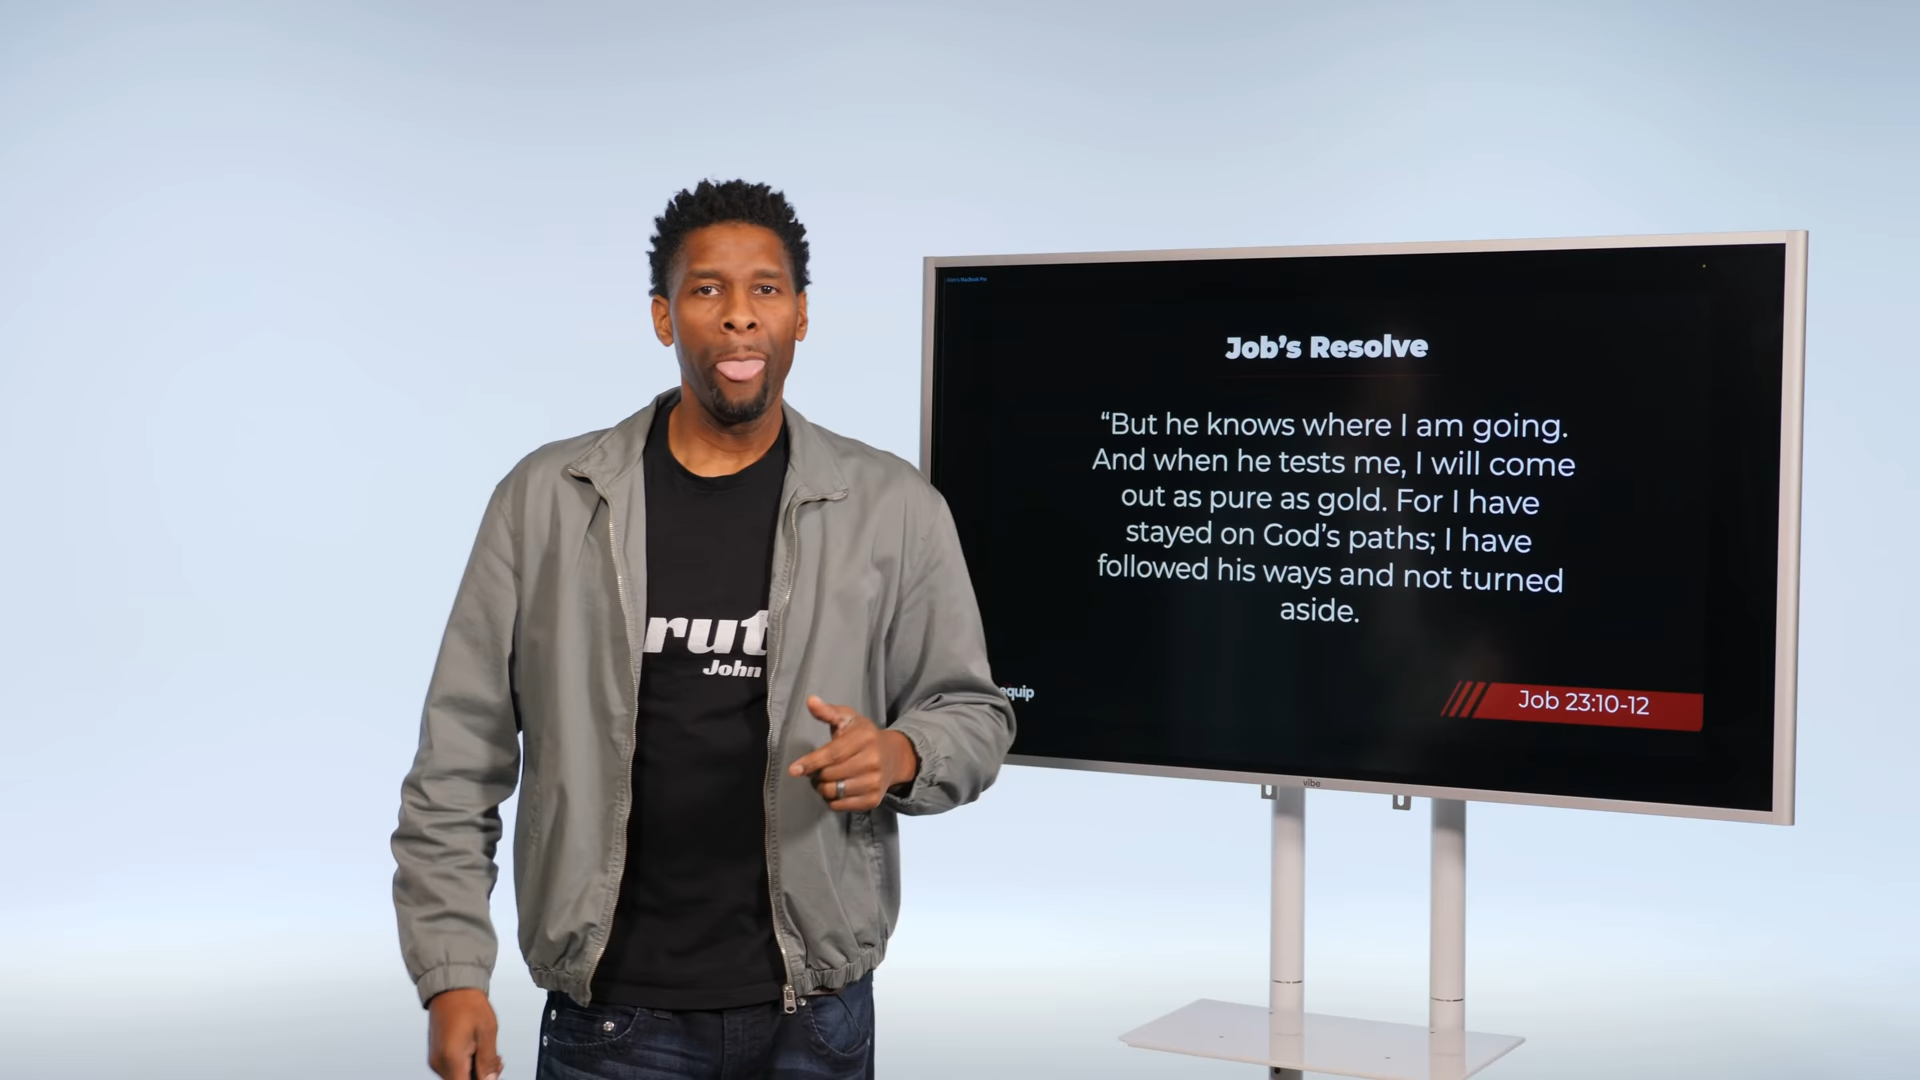 Job's Resolve
“But he knows where I am going.
And when he tests me, I will come
out as pure as gold. For I have
stayed on God's paths; I have
followed his ways and not turned
aside.
Job 23:10-12
equip
vibe
rut
John